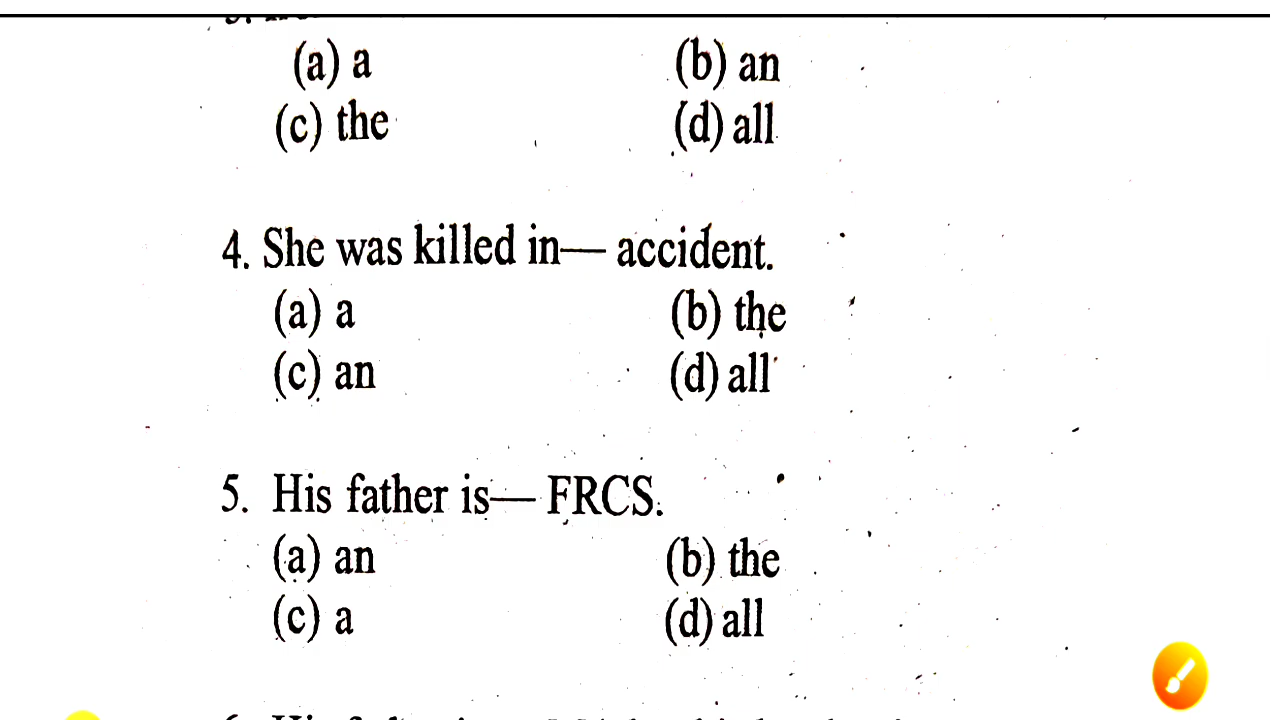 (a) a (b) an
(c) the (d) all
4. She was killed in— accident.
(a) a (b) the
(c) an (d) all
5. His father is— FRCS.
(a) an (b) the
(c) a (d) all